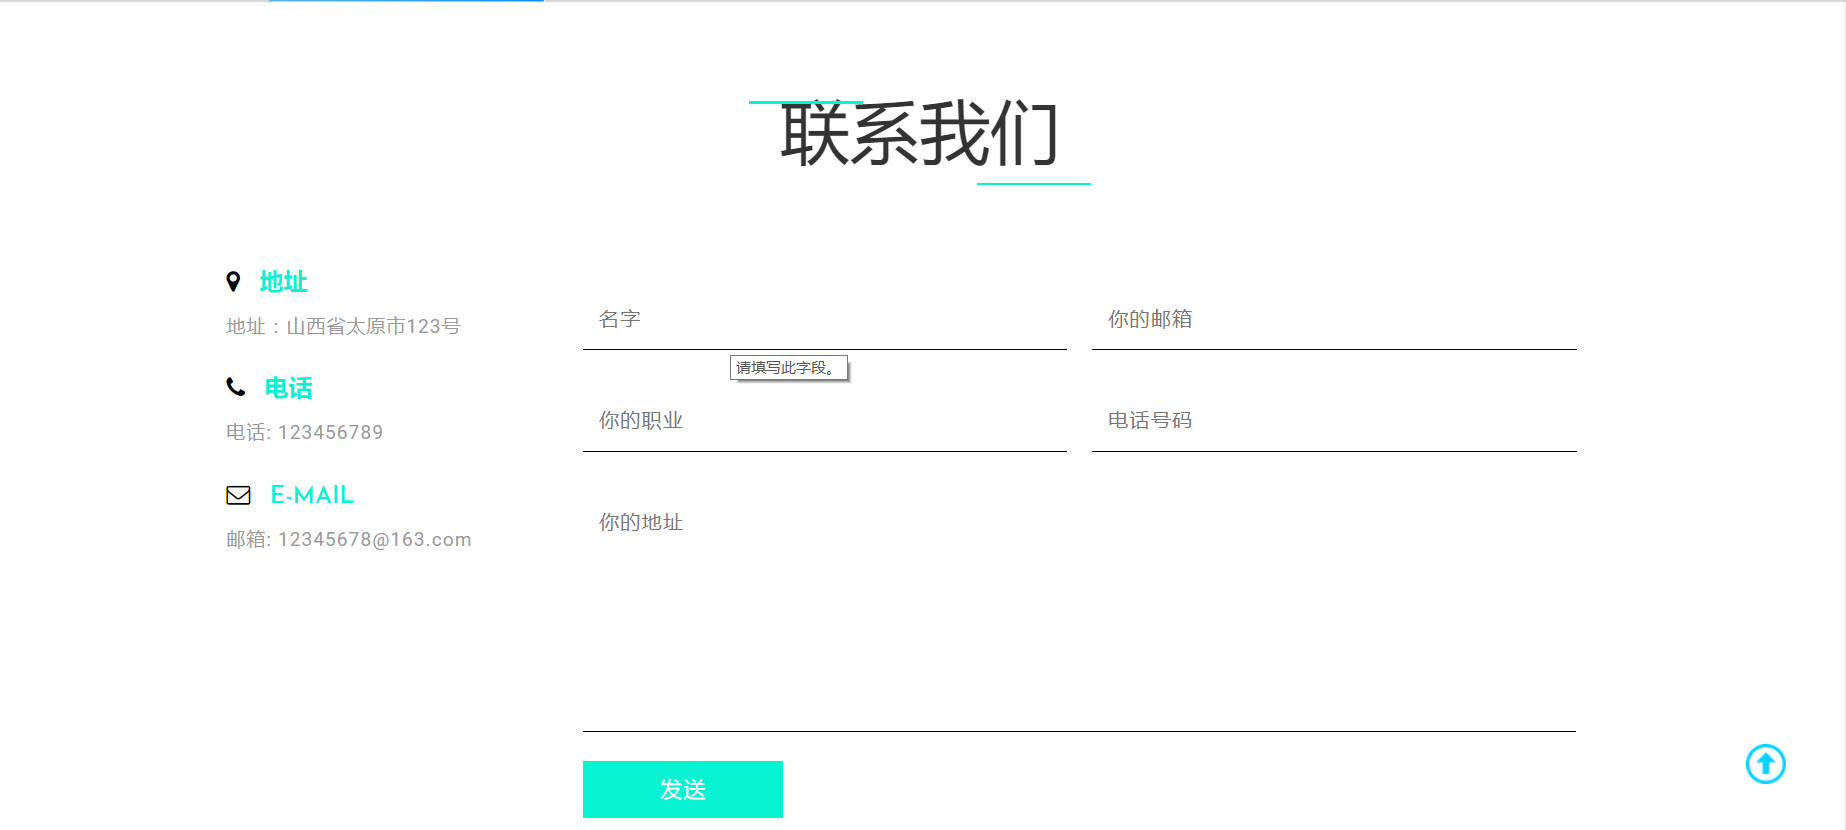 联系我们
地址
地址：山西省太原市123号
电话
电话: 123456789
E-MAIL
邮箱: 12345678@163.com
名字
你的邮箱
请填写此字段。
你的职业
电话号码
你的地址
发送